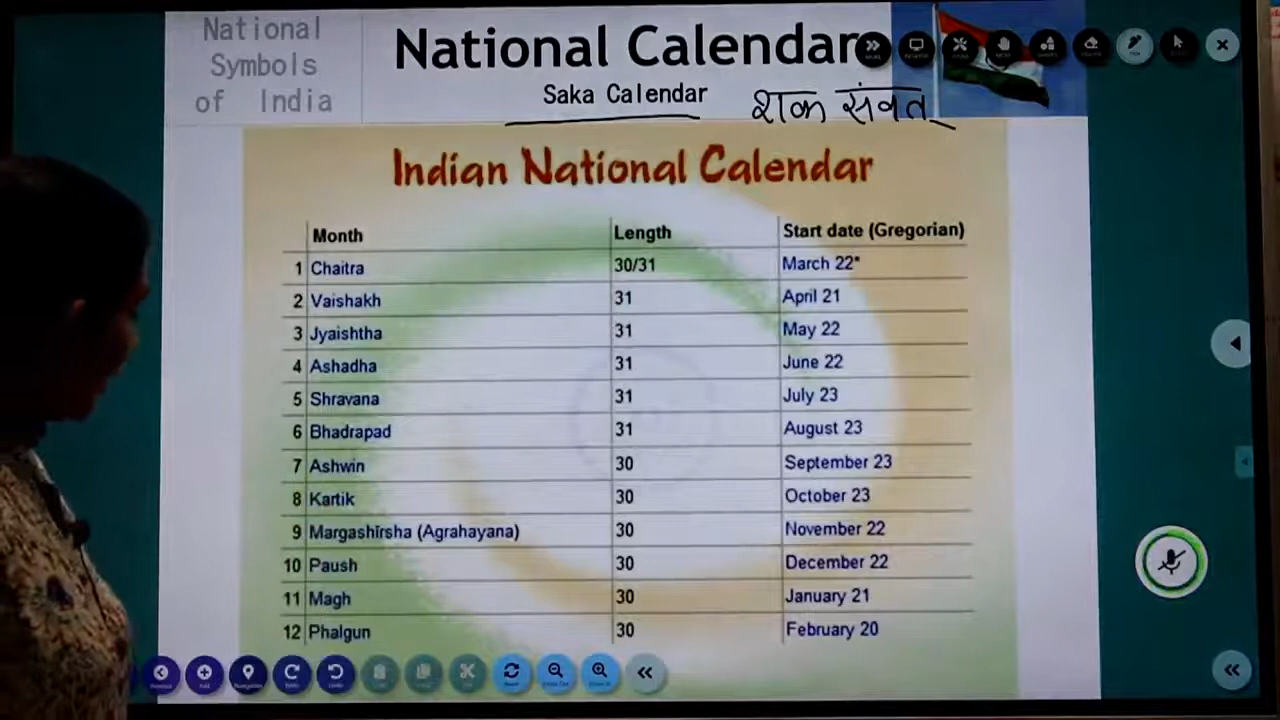 National
Symbols
of India
National Calendar
Saka Calendar
शक संवत
Indian National Calendar
Month Length Start date (Gregorian)
1 Chaitra 30/31 March 22*
2 Vaishakh 31 April 21
3 Jyaishtha 31 May 22
4 Ashadha 31 June 22
5 Shravana 31 July 23
6 Bhadrapad 31 August 23
7 Ashwin 30 September 23
8 Kartik 30 October 23
9 Margashirsha (Agrahayana) 30 November 22
10 Paush 30 December 22
11 Magh 30 January 21
12 Phalgun 30 February 20